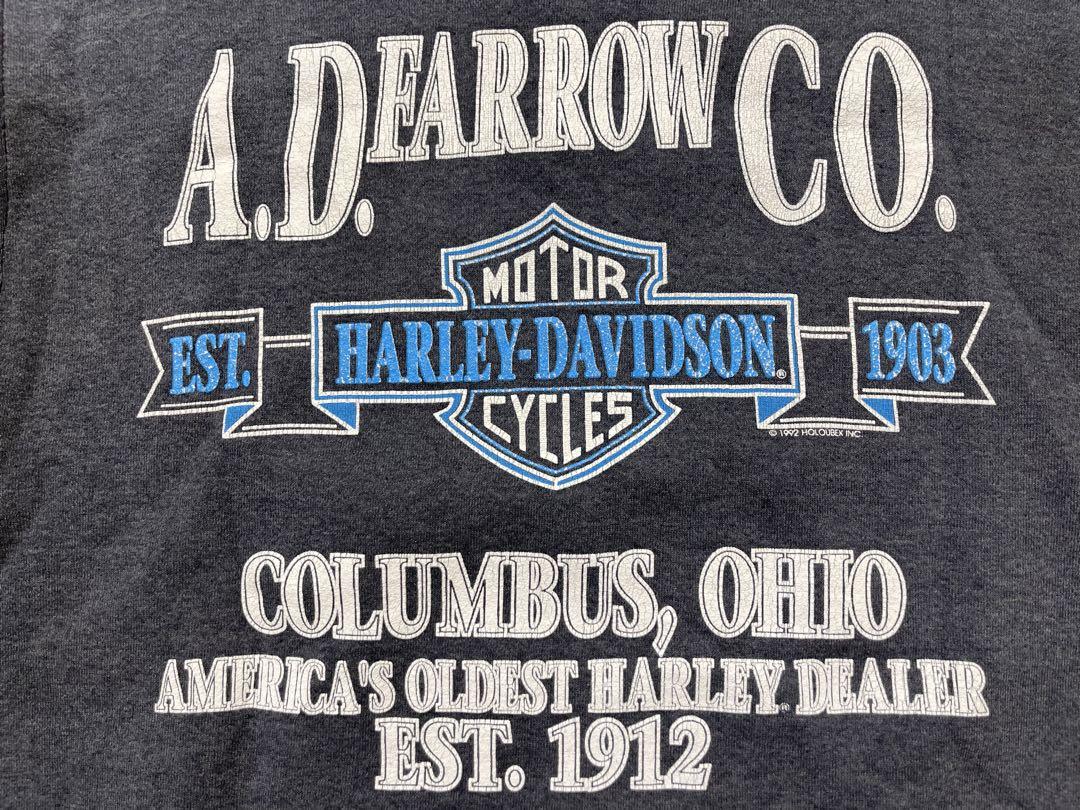 A.D. FARROW CO.
MOTOR
EST. HARLEY-DAVIDSON® 1903
CYCLES
© 1992 HOLOUBEK INC.
COLUMBUS, OHIO
AMERICA'S OLDEST HARLEY® DEALER
EST. 1912